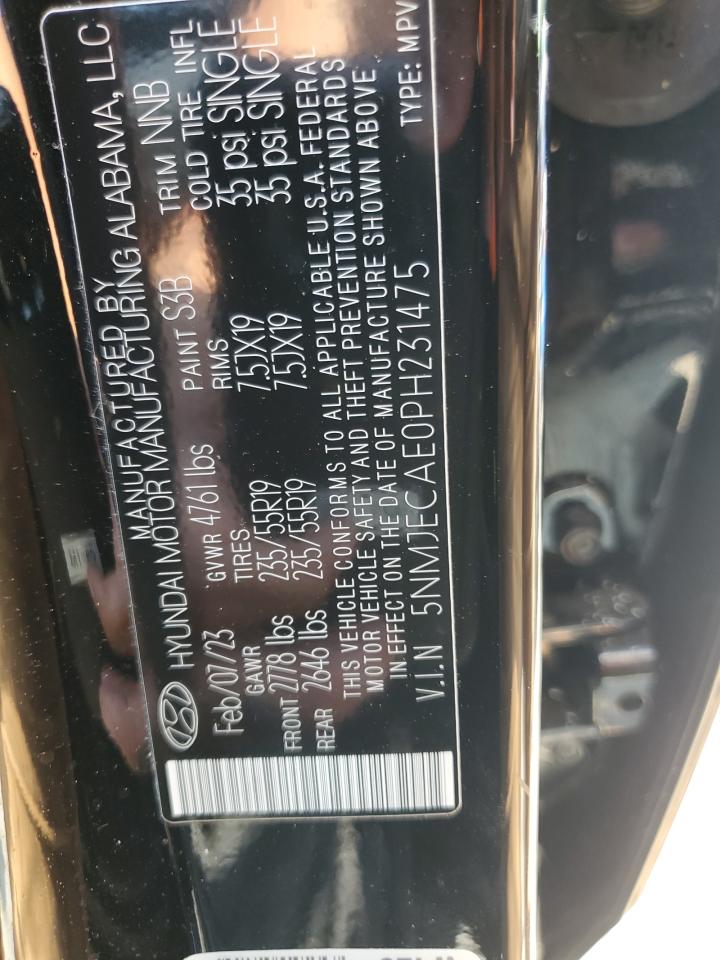 MANUFACTURED BY
HYUNDAI MOTOR MANUFACTURING ALABAMA, LLC
Feb/07/23 GVWR 4761 lbs PAINT S3B TRIM NNB
GAWR TIRES RIMS COLD TIRE INFL
FRONT 2778 lbs 235/55R19 7.5JX19 35 psi SINGLE
REAR 2646 lbs 235/55R19 7.5JX19 35 psi SINGLE
THIS VEHICLE CONFORMS TO ALL APPLICABLE U.S.A. FEDERAL
MOTOR VEHICLE SAFETY AND THEFT PREVENTION STANDARDS
IN EFFECT ON THE DATE OF MANUFACTURE SHOWN ABOVE
V.I.N 5NMJECAE0PH231475 TYPE: MPV